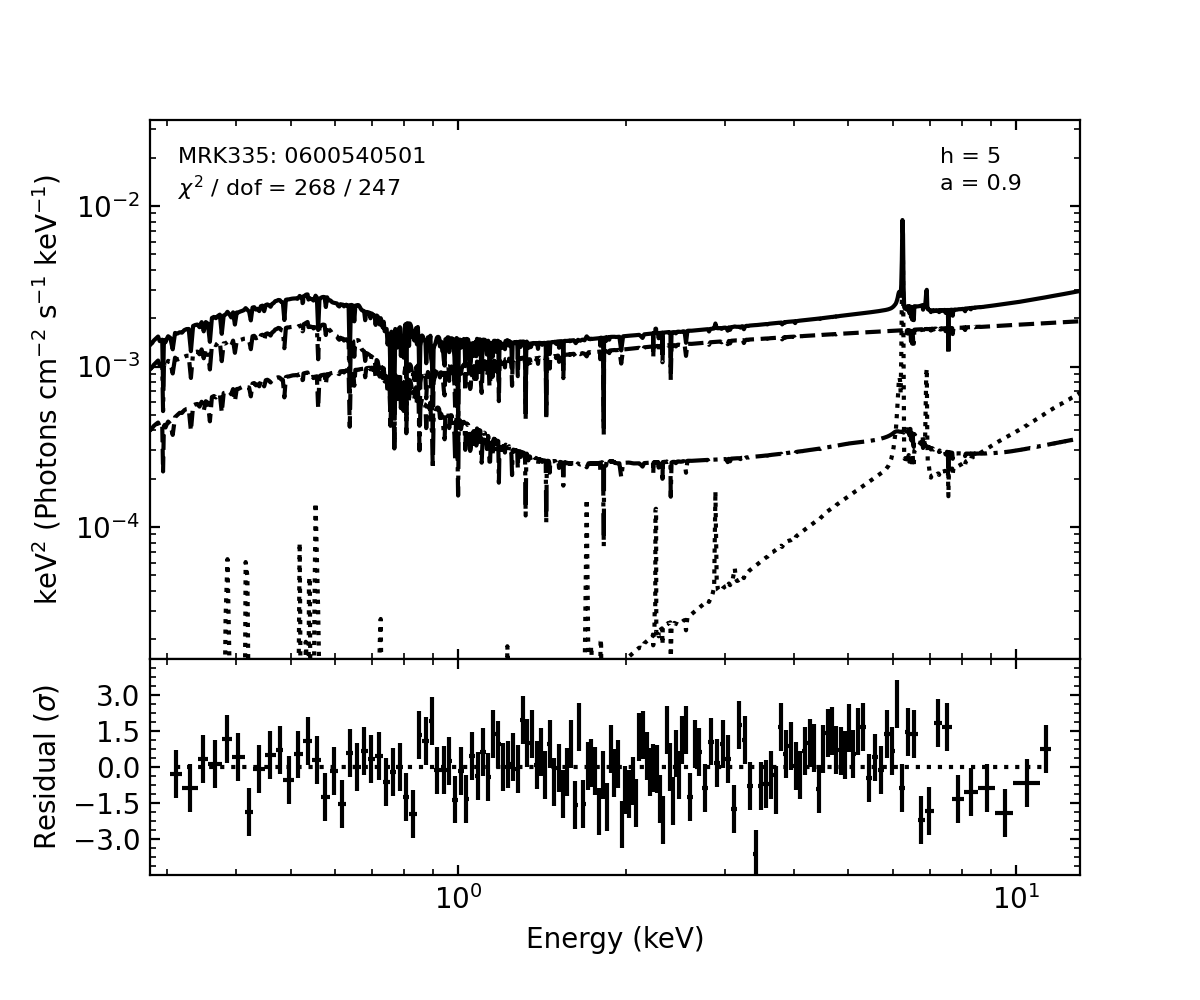 MRK335: 0600540501
χ² / dof = 268 / 247
h = 5
a = 0.9
keV² (Photons cm⁻² s⁻¹ keV⁻¹)
10⁻²
10⁻³
10⁻⁴
Residual (σ)
3.0
1.5
0.0
−1.5
−3.0
10⁰
10¹
Energy (keV)